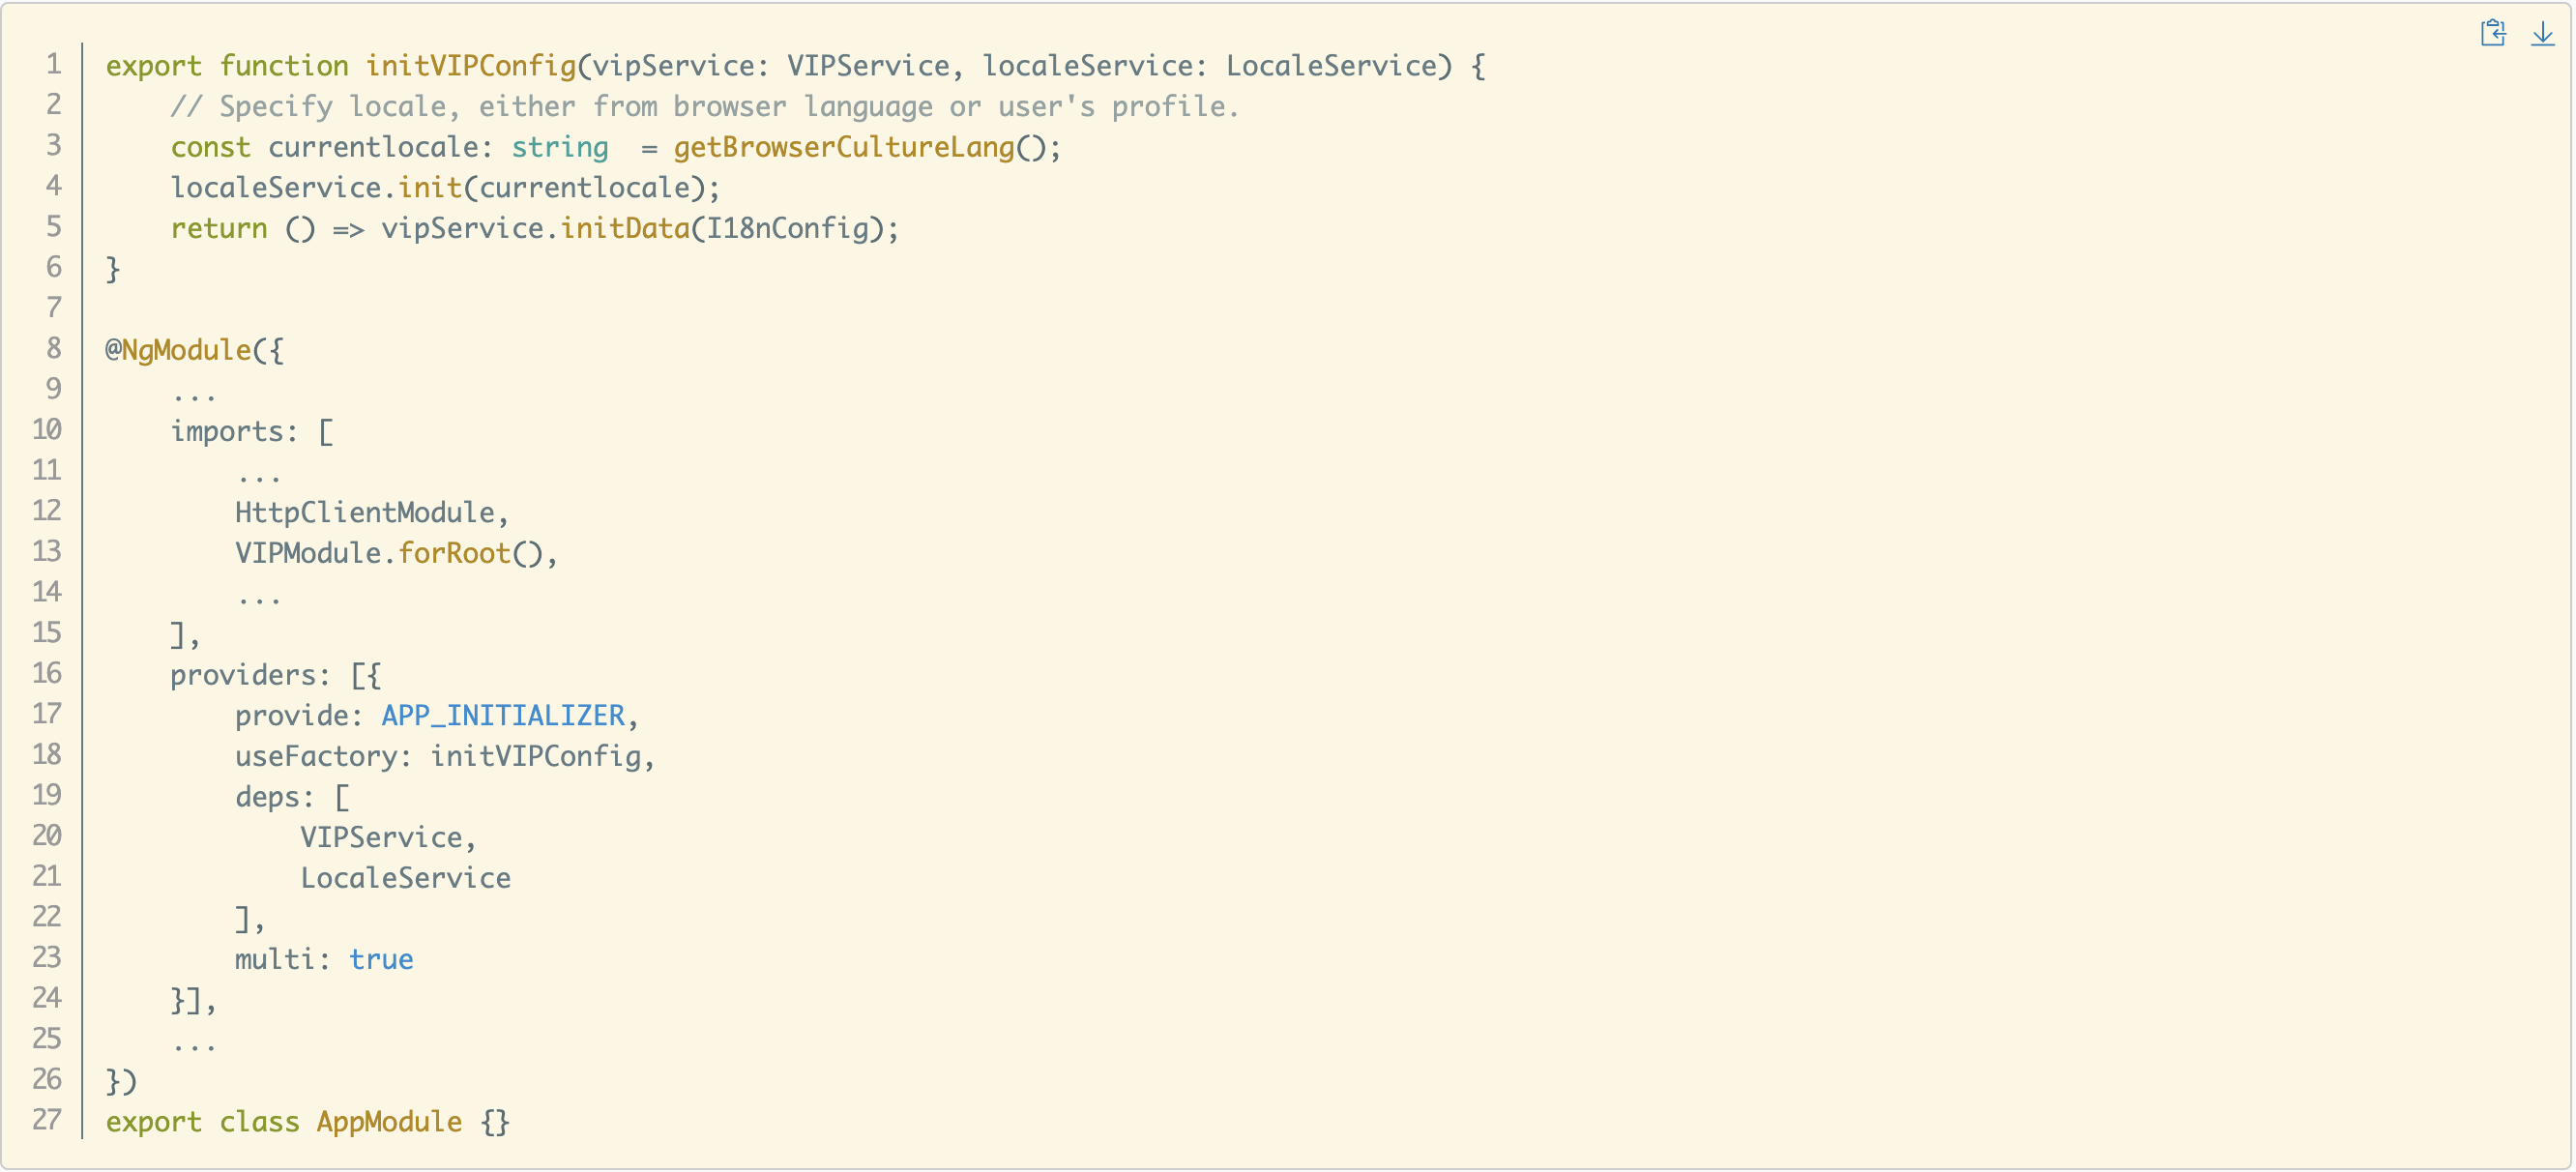 1 export function initVIPConfig(vipService: VIPService, localeService: LocaleService) {
2     // Specify locale, either from browser language or user's profile.
3     const currentlocale: string  = getBrowserCultureLang();
4     localeService.init(currentlocale);
5     return () => vipService.initData(I18nConfig);
6 }
7
8 @NgModule({
9     ...
10     imports: [
11         ...
12         HttpClientModule,
13         VIPModule.forRoot(),
14         ...
15     ],
16     providers: [{
17         provide: APP_INITIALIZER,
18         useFactory: initVIPConfig,
19         deps: [
20             VIPService,
21             LocaleService
22         ],
23         multi: true
24     }],
25     ...
26 })
27 export class AppModule {}